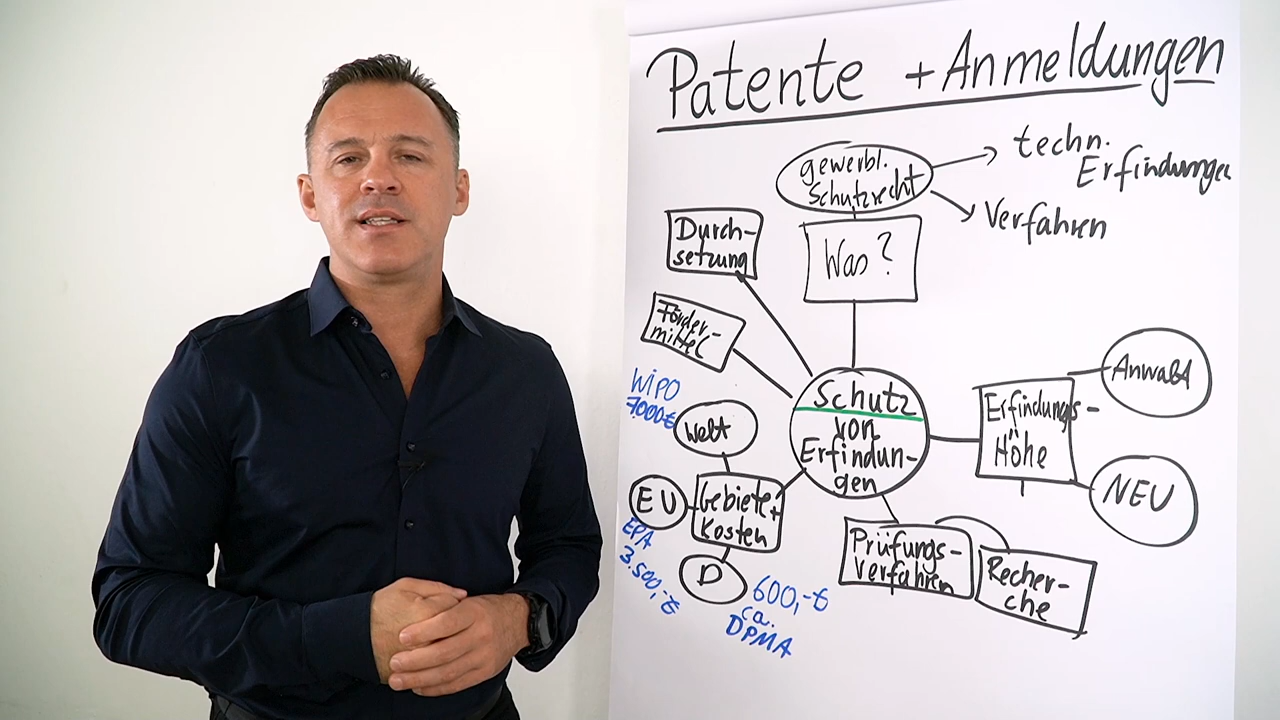 Patente + Anmeldungen
gewerbl.
Schutzrecht
techn.
Erfindungen
Verfahren
Was?
Durch-
setzung
Förder-
mittel
WIPO
7000€
Welt
Schutz
von
Erfindun-
gen
Anwalt
Erfindungs-
Höhe
NEU
EU
EPA
3.500,-€
Gebiete +
Kosten
D
600,-€
ca.
DPMA
Prüfungs-
verfahren
Recher-
che